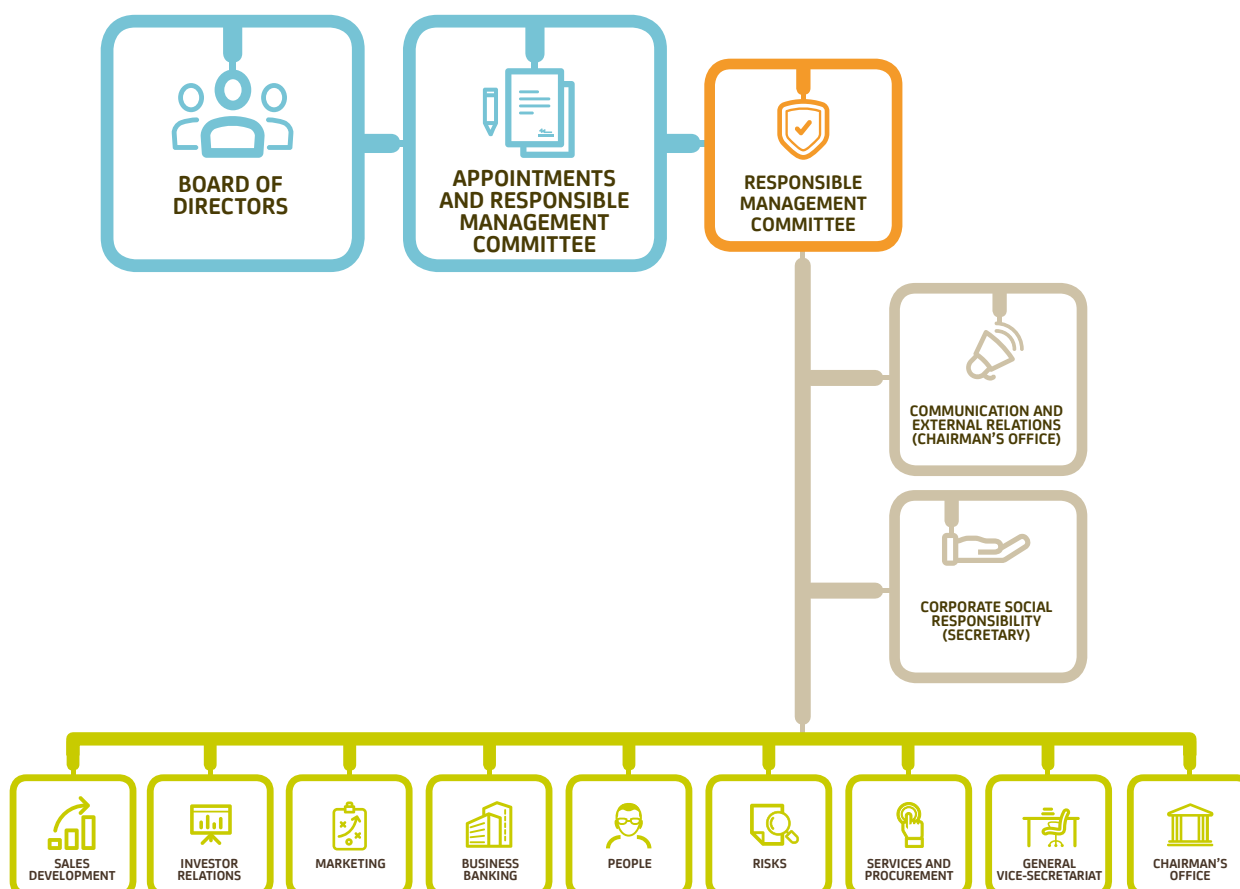 BOARD OF
DIRECTORS
APPOINTMENTS
AND RESPONSIBLE
MANAGEMENT
COMMITTEE
RESPONSIBLE
MANAGEMENT
COMMITTEE
COMMUNICATION AND
EXTERNAL RELATIONS
(CHAIRMAN'S OFFICE)
CORPORATE SOCIAL
RESPONSIBILITY
(SECRETARY)
SALES
DEVELOPMENT
INVESTOR
RELATIONS
MARKETING
BUSINESS
BANKING
PEOPLE
RISKS
SERVICES AND
PROCUREMENT
GENERAL
VICE-SECRETARIAT
CHAIRMAN'S
OFFICE